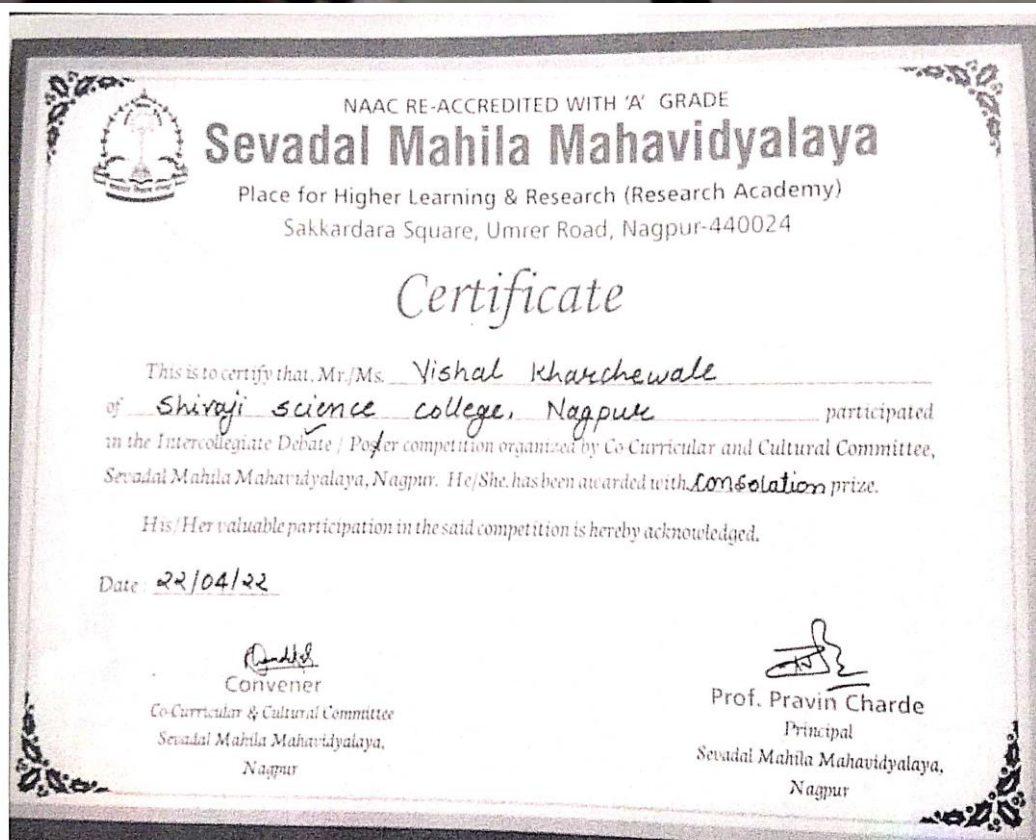 NAAC RE-ACCREDITED WITH 'A' GRADE
Sevadal Mahila Mahavidyalaya
Place for Higher Learning & Research (Research Academy)
Sakkardara Square, Umrer Road, Nagpur-440024
Certificate
This is to certify that, Mr./Ms. Vishal Kharchewale
of Shivaji science college, Nagpur participated
in the Intercollegiate Debate / Poster competition organized by Co-Curricular and Cultural Committee,
Sevadal Mahila Mahavidyalaya, Nagpur. He/She has been awarded with Consolation prize.
His/Her valuable participation in the said competition is hereby acknowledged.
Date : 22/04/22
Convener
Co-Curricular & Cultural Committee
Sevadal Mahila Mahavidyalaya,
Nagpur
Prof. Pravin Charde
Principal
Sevadal Mahila Mahavidyalaya,
Nagpur